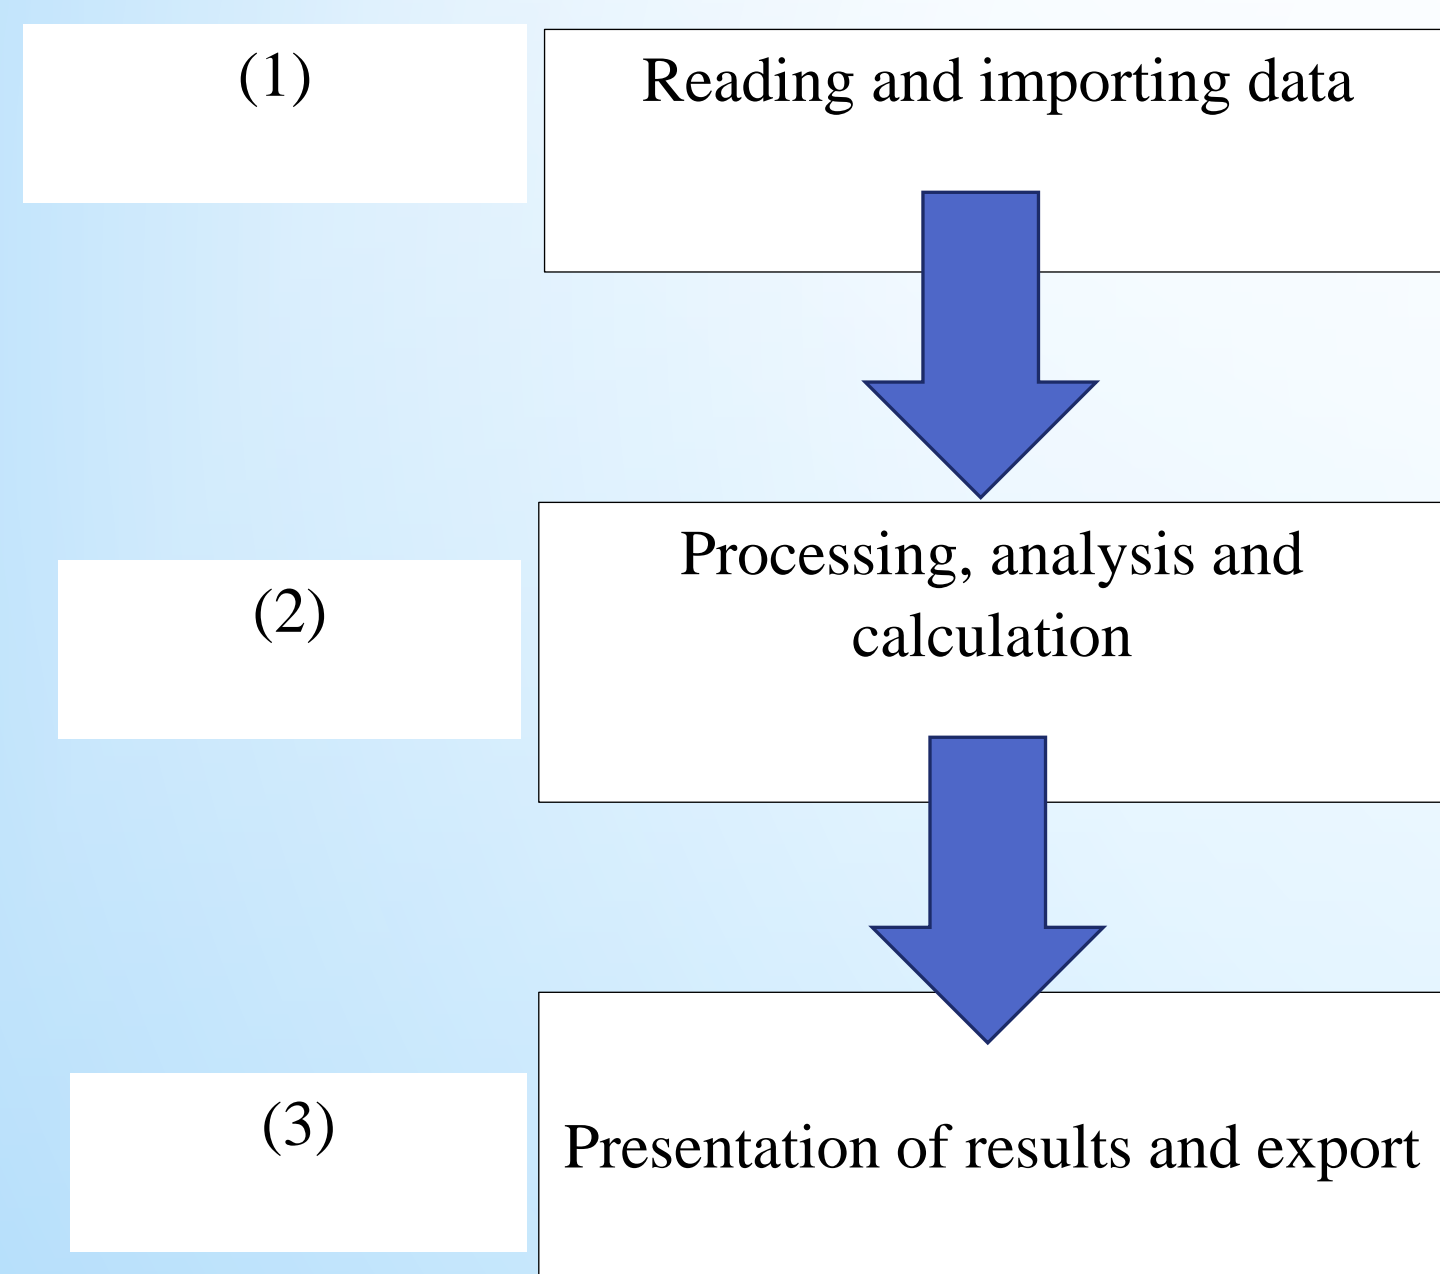 (1)
Reading and importing data
(2)
Processing, analysis and
calculation
(3)
Presentation of results and export